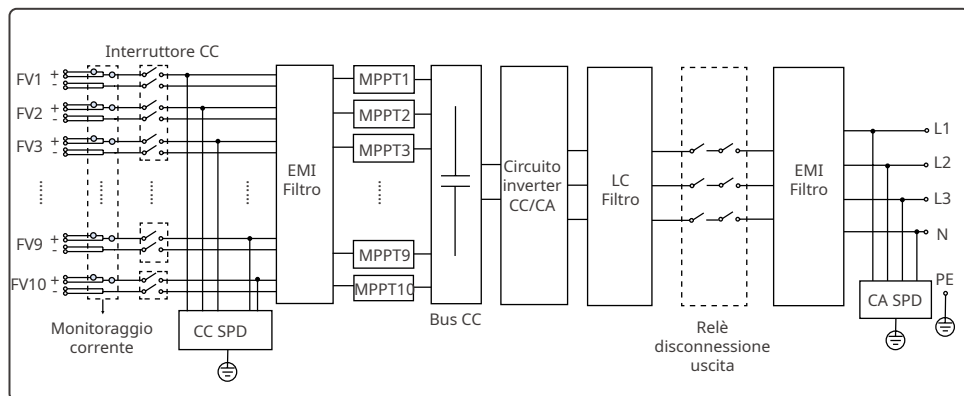 Interruttore CC
FV1 + -
FV2 + -
FV3 + -
FV9 + -
FV10 + -
Monitoraggio
corrente
CC SPD
EMI
Filtro
MPPT1
MPPT2
MPPT3
MPPT9
MPPT10
Bus CC
Circuito
inverter
CC/CA
LC
Filtro
Relè
disconnessione
uscita
EMI
Filtro
L1
L2
L3
N
PE
CA SPD